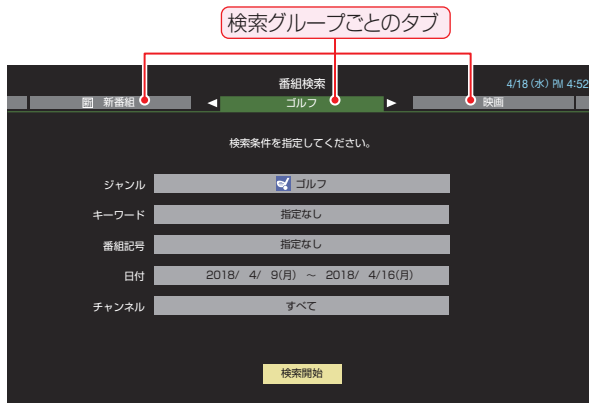 検索グループごとのタブ
番組検索 4/18(水) PM 4:52
新 新番組 ◀ ゴルフ ▶ 映画
検索条件を指定してください。
ジャンル ゴルフ
キーワード 指定なし
番組記号 指定なし
日付 2018/ 4/ 9(月) ~ 2018/ 4/16(月)
チャンネル すべて
検索開始